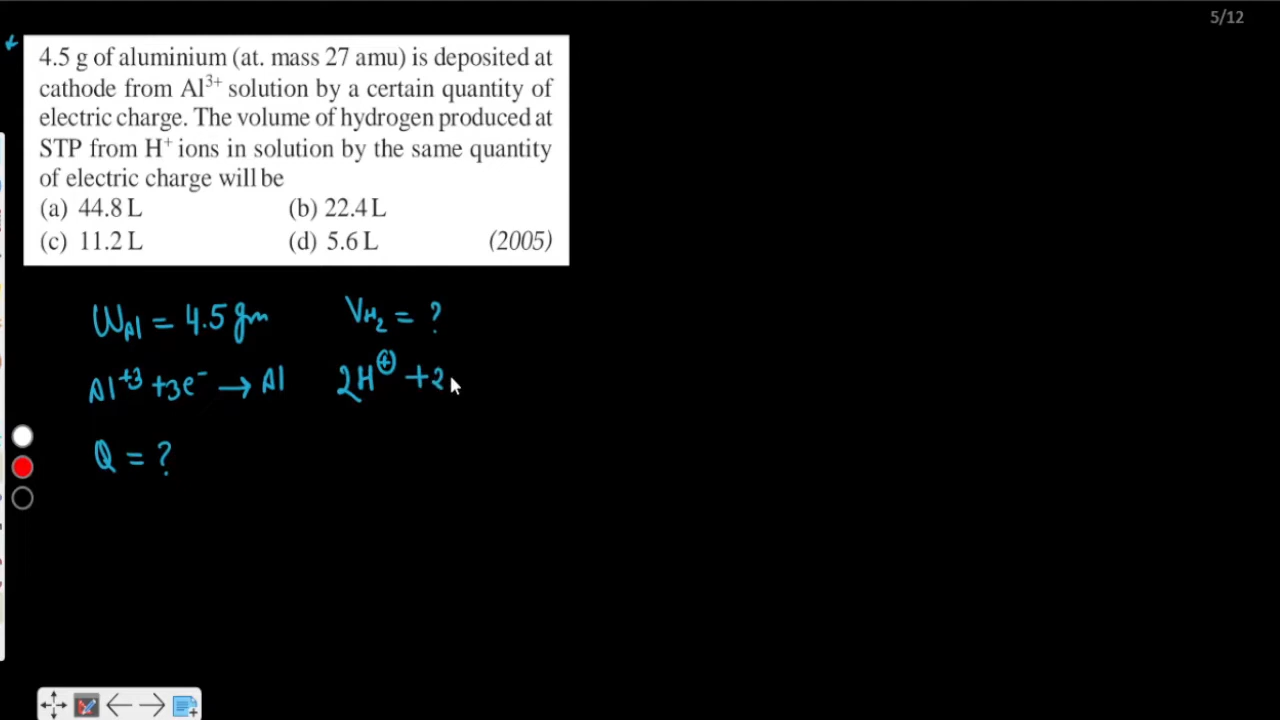 5/12
4.5 g of aluminium (at. mass 27 amu) is deposited at
cathode from Al³⁺ solution by a certain quantity of
electric charge. The volume of hydrogen produced at
STP from H⁺ ions in solution by the same quantity
of electric charge will be
(a) 44.8 L (b) 22.4 L
(c) 11.2 L (d) 5.6 L (2005)
W_Al = 4.5 gm V_H₂ = ?
Al⁺³ + 3e⁻ → Al 2H⊕ + 2
Q = ?